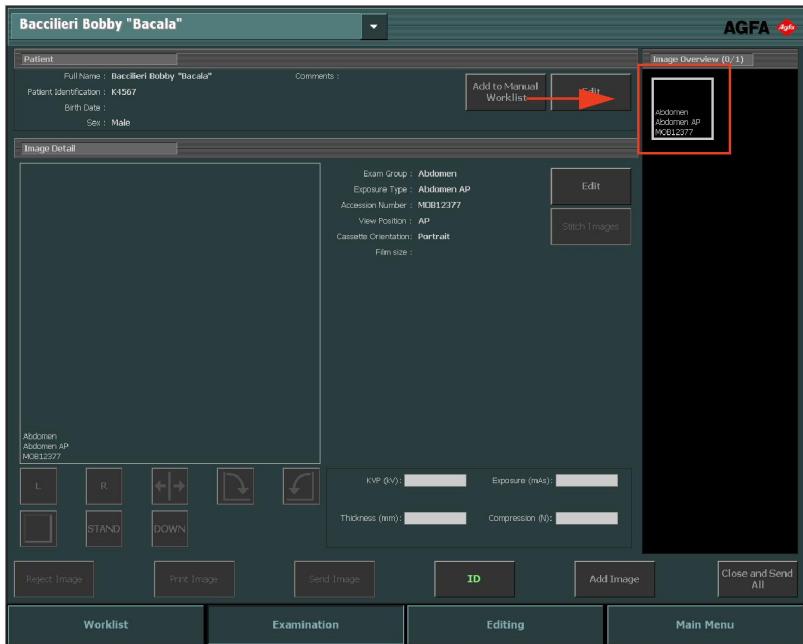 Baccilieri Bobby "Bacala"
AGFA Agfa
Patient
Full Name : Baccilieri Bobby "Bacala"
Comments :
Patient Identification : K4567
Birth Date :
Sex : Male
Add to Manual
Worklist
Edit
Image Overview (0/1)
Abdomen
Abdomen AP
MOB12377
Image Detail
Exam Group : Abdomen
Exposure Type : Abdomen AP
Accession Number : MOB12377
View Position : AP
Cassette Orientation: Portrait
Film size :
Edit
Stitch Images
Abdomen
Abdomen AP
MOB12377
L
R
STAND
DOWN
KVP (kV):
Exposure (mAs):
Thickness (mm):
Compression (N):
Reject Image
Print Image
Send Image
ID
Add Image
Close and Send
All
Worklist
Examination
Editing
Main Menu